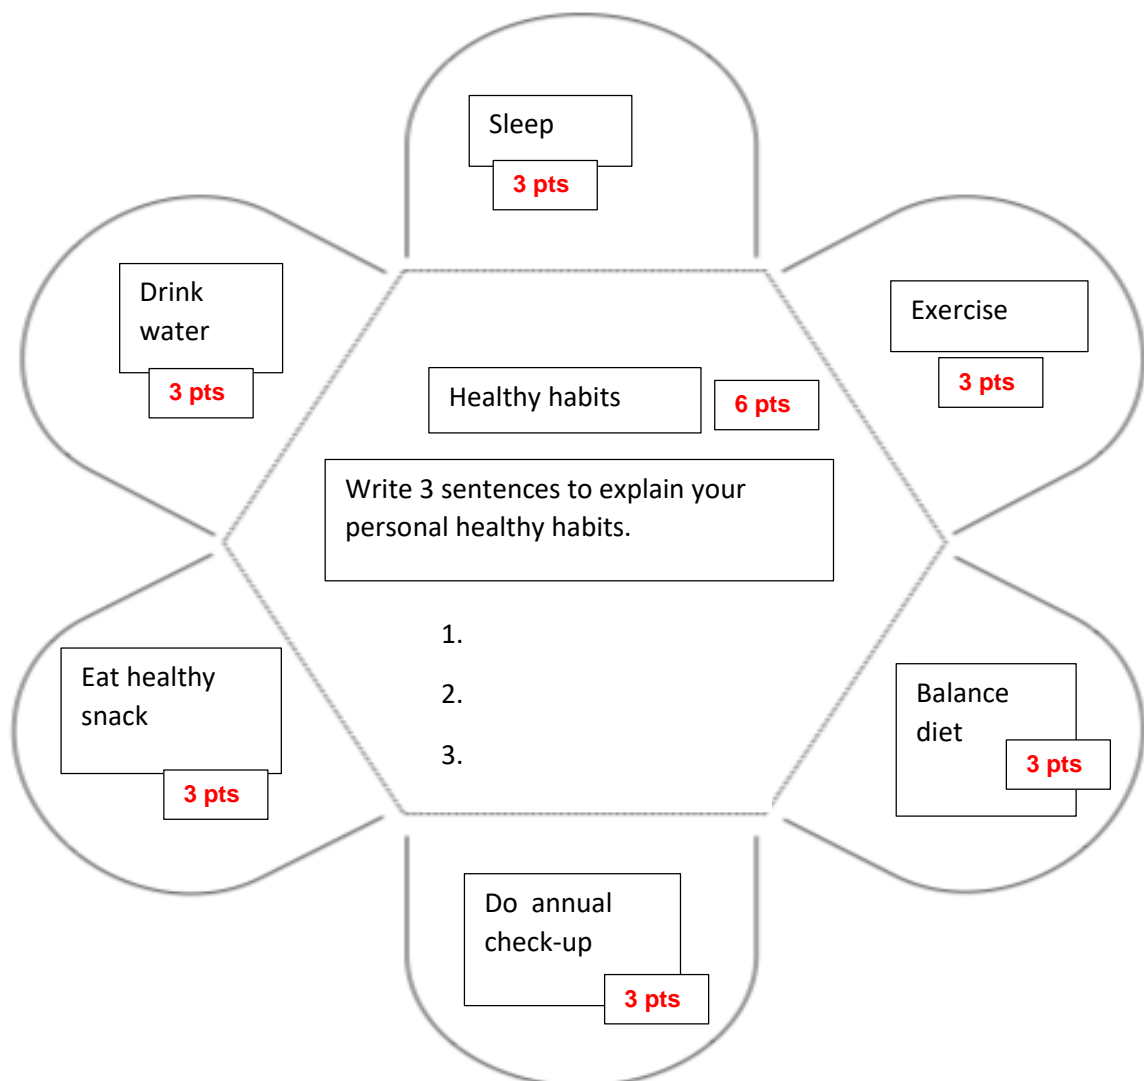 Sleep
3 pts
Drink
water
3 pts
Exercise
3 pts
Healthy habits
6 pts
Write 3 sentences to explain your
personal healthy habits.
1.
2.
3.
Eat healthy
snack
3 pts
Balance
diet
3 pts
Do  annual
check-up
3 pts